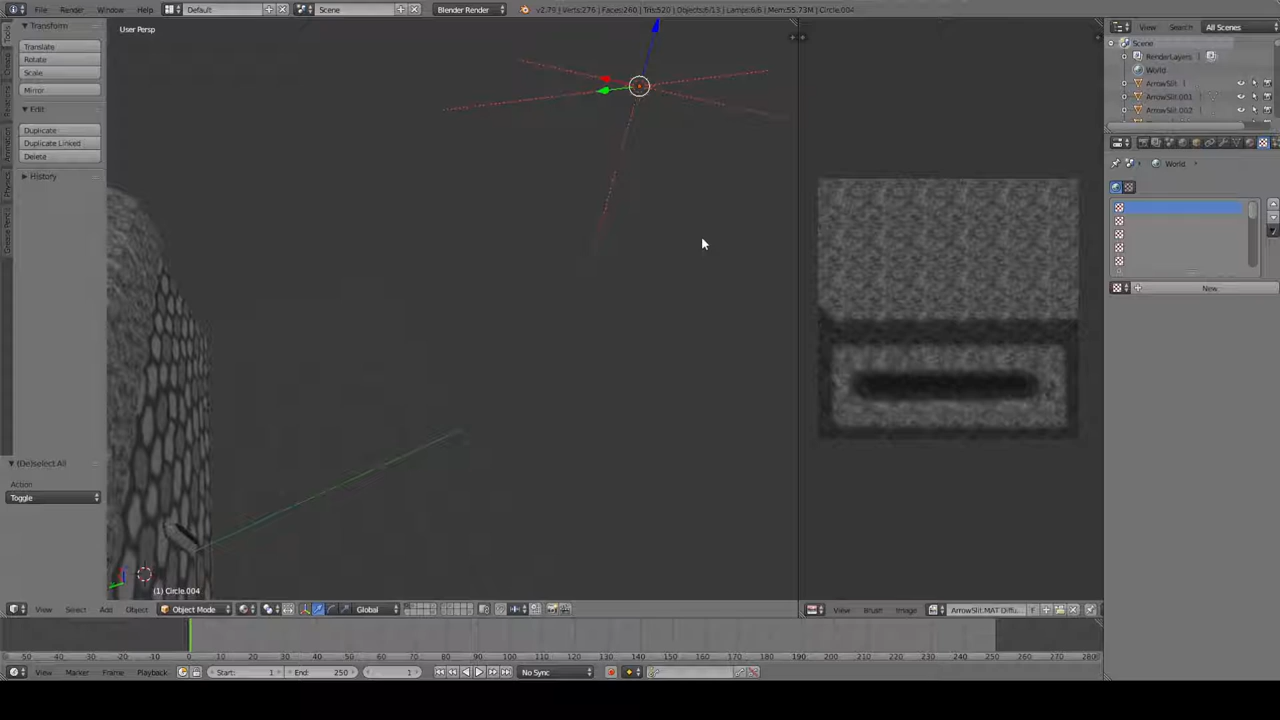 File Render Window Help Default Scene Blender Render v2.79 | Verts:276 | Faces:260 | Tris:520 | Objects:6/13 | Lamps:6/6 | Mem:55.73M | Circle.004
Transform
Translate
Rotate
Scale
Mirror
Edit
Duplicate
Duplicate Linked
Delete
History
Tools
Animation
Physics
Grease Pencil
(De)select All
Action
Toggle
User Persp
(1) Circle.004
View Select Add Object Object Mode Global
View Brush Image ArrowSlit.MAT Diffu... F
View Search All Scenes
Scene
RenderLayers
World
ArrowSlit
ArrowSlit.001
ArrowSlit.002
World
New
-50 -40 -30 -20 -10 0 10 20 30 40 50 60 70 80 90 100 110 120 130 140 150 160 170 180 190 200 210 220 230 240 250 260 270 280
View Marker Frame Playback Start: 1 End: 250 1 No Sync